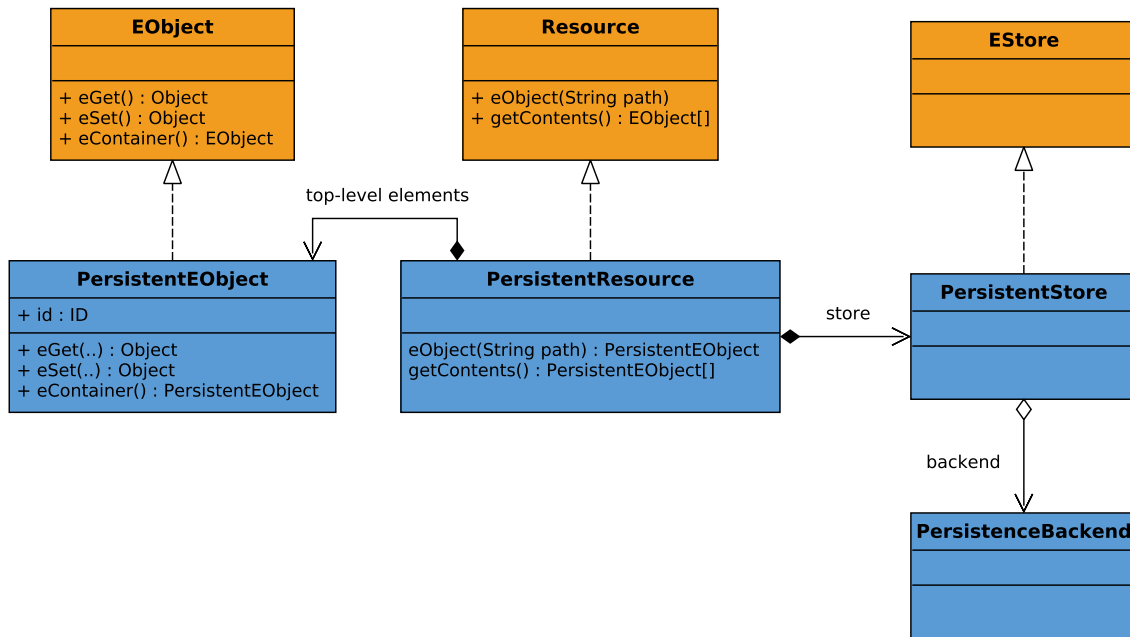 EObject
+ eGet() : Object
+ eSet() : Object
+ eContainer() : EObject
Resource
+ eObject(String path)
+ getContents() : EObject[]
EStore
top-level elements
PersistentEObject
+ id : ID
+ eGet(..) : Object
+ eSet(..) : Object
+ eContainer() : PersistentEObject
PersistentResource
eObject(String path) : PersistentEObject
getContents() : PersistentEObject[]
store
PersistentStore
backend
PersistenceBackend